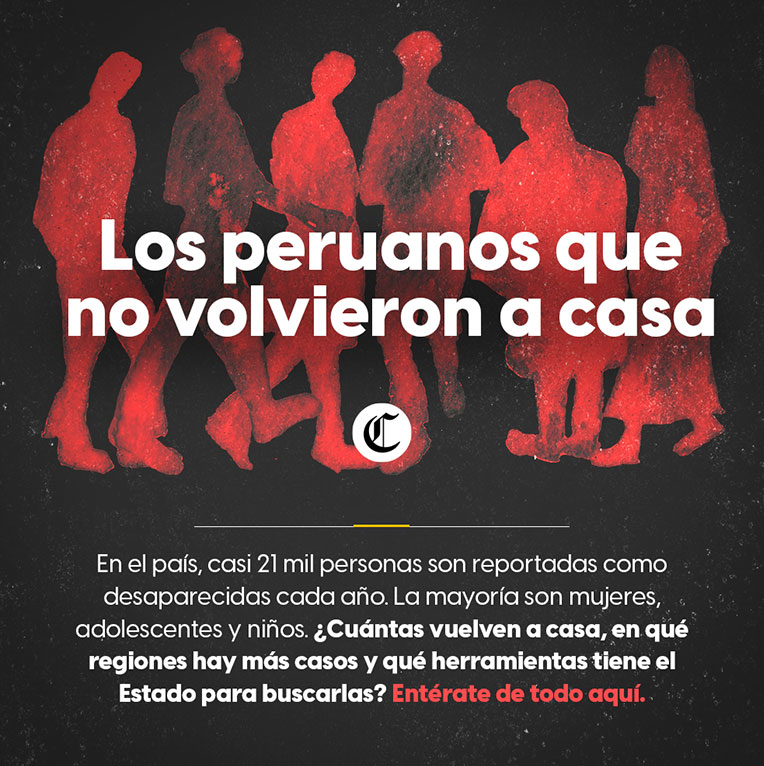 Los peruanos que
no volvieron a casa
C
En el país, casi 21 mil personas son reportadas como
desaparecidas cada año. La mayoría son mujeres,
adolescentes y niños. ¿Cuántas vuelven a casa, en qué
regiones hay más casos y qué herramientas tiene el
Estado para buscarlas? Entérate de todo aquí.